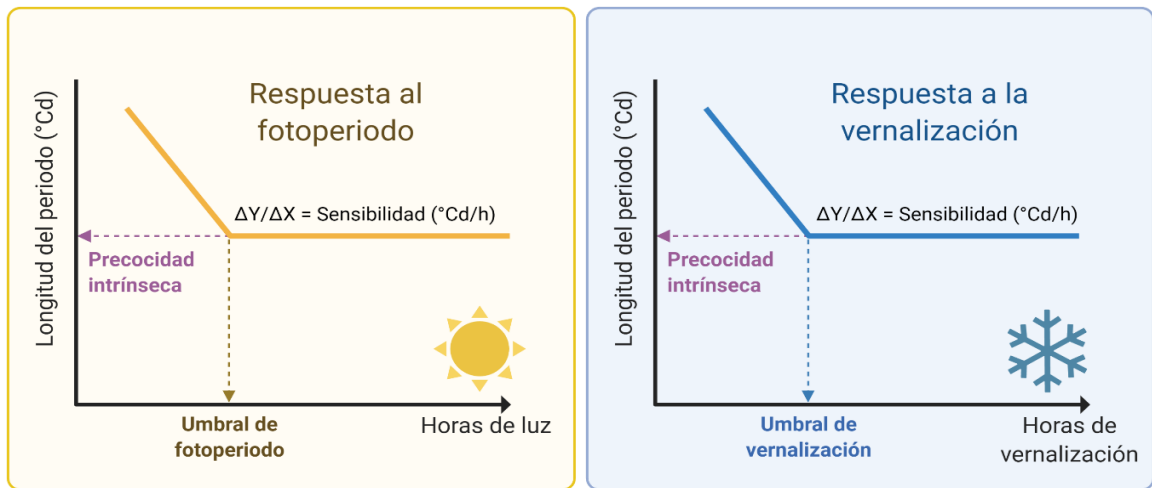 Longitud del periodo (°Cd)
Respuesta al
fotoperiodo
ΔY/ΔX = Sensibilidad (°Cd/h)
Precocidad
intrínseca
Umbral de
fotoperiodo
Horas de luz
Longitud del periodo (°Cd)
Respuesta a la
vernalización
ΔY/ΔX = Sensibilidad (°Cd/h)
Precocidad
intrínseca
Umbral de
vernalización
Horas de
vernalización